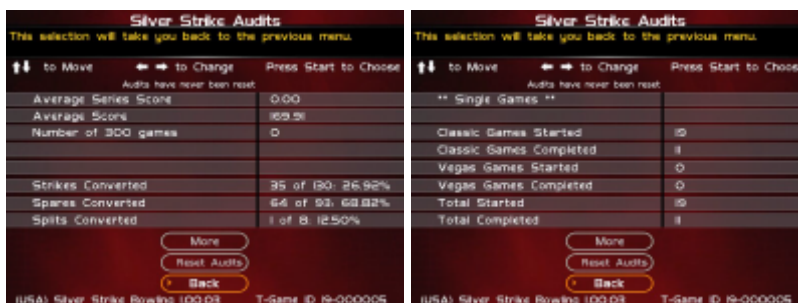 Silver Strike Audits
This selection will take you back to the previous menu.
to Move to Change Press Start to Choose
Audits have never been reset
Average Series Score 0.00
Average Score 169.91
Number of 300 games 0
Strikes Converted 35 of 130: 26.92%
Spares Converted 64 of 93: 68.82%
Splits Converted 1 of 8: 12.50%
More
Reset Audits
Back
(USA) Silver Strike Bowling 1.00.03 T-Game ID 19-000005
Silver Strike Audits
This selection will take you back to the previous menu.
to Move to Change Press Start to Choos
Audits have never been reset
** Single Games **
Classic Games Started 19
Classic Games Completed 11
Vegas Games Started 0
Vegas Games Completed 0
Total Started 19
Total Completed 11
More
Reset Audits
Back
(USA) Silver Strike Bowling 1.00.03 T-Game ID 19-000005